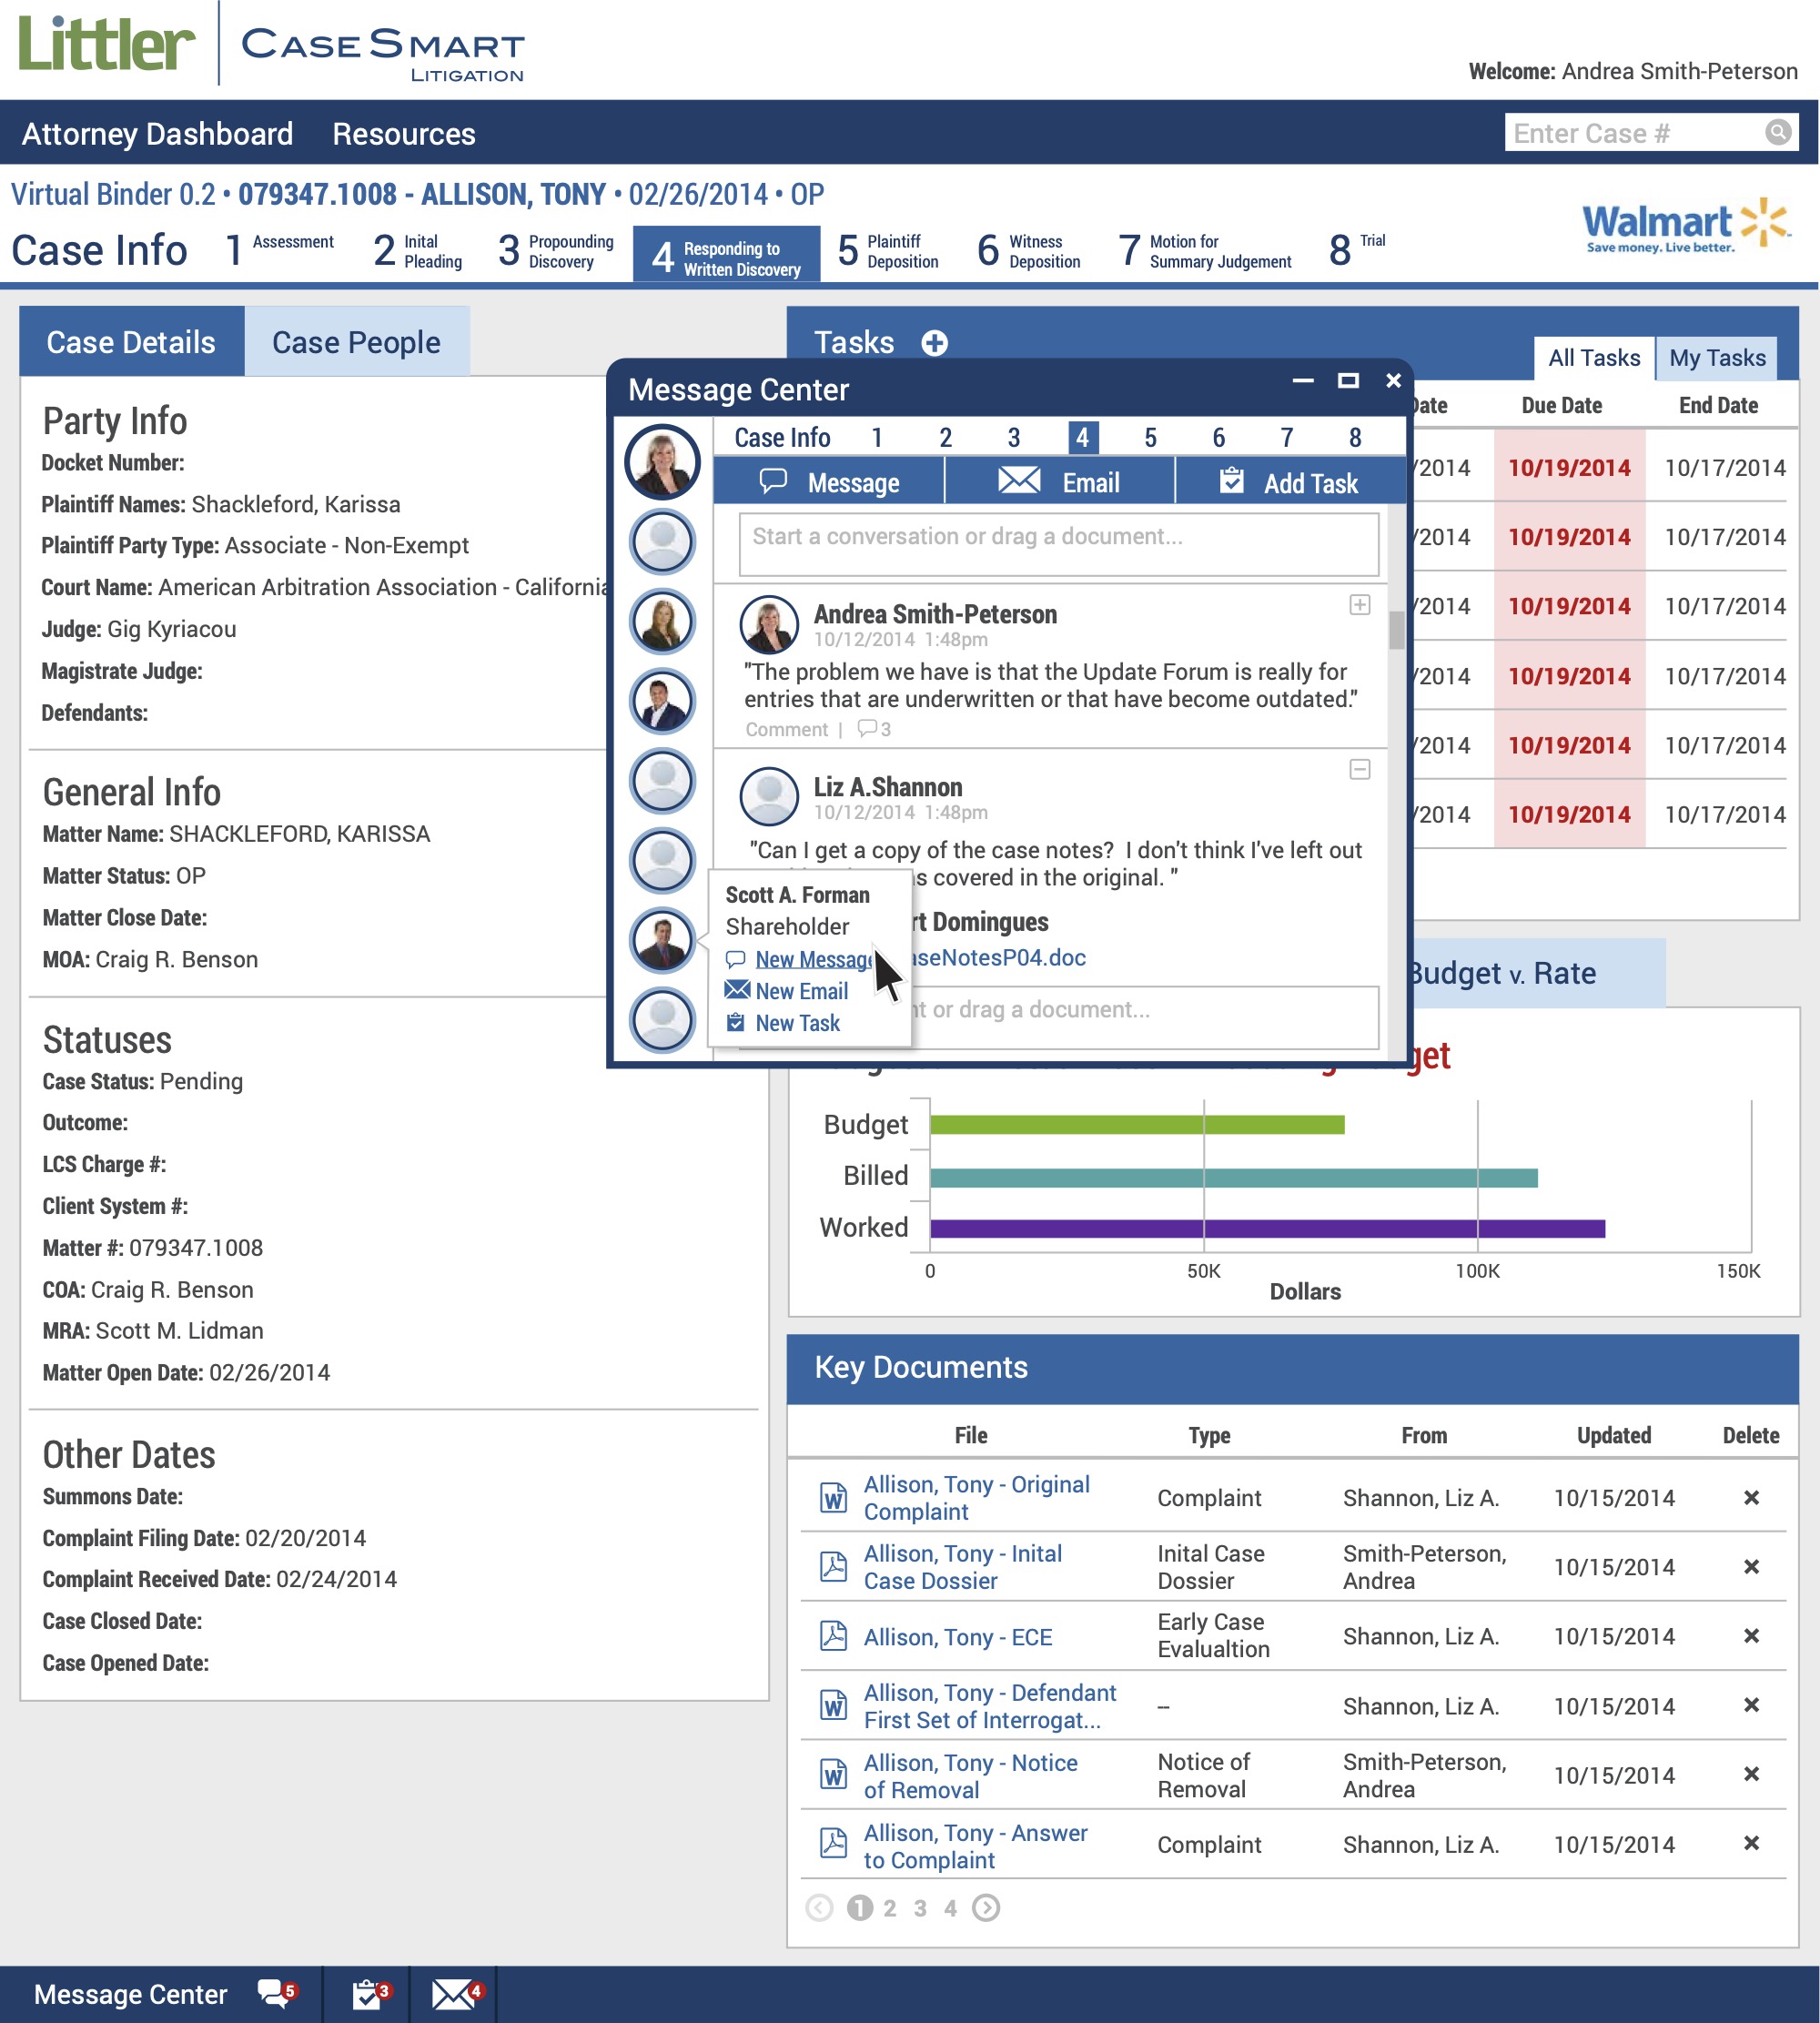 Littler
CASESMART
LITIGATION
Welcome: Andrea Smith-Peterson
Attorney Dashboard
Resources
Enter Case #
Virtual Binder 0.2 • 079347.1008 - ALLISON, TONY • 02/26/2014 • OP
Case Info
1 Assessment
2 Inital
Pleading
3 Propounding
Discovery
4 Responding to
Written Discovery
5 Plaintiff
Deposition
6 Witness
Deposition
7 Motion for
Summary Judgement
8 Trial
Walmart
Save money. Live better.
Case Details
Case People
Party Info
Docket Number:
Plaintiff Names: Shackleford, Karissa
Plaintiff Party Type: Associate - Non-Exempt
Court Name: American Arbitration Association - California
Judge: Gig Kyriacou
Magistrate Judge:
Defendants:
General Info
Matter Name: SHACKLEFORD, KARISSA
Matter Status: OP
Matter Close Date:
MOA: Craig R. Benson
Statuses
Case Status: Pending
Outcome:
LCS Charge #:
Client System #:
Matter #: 079347.1008
COA: Craig R. Benson
MRA: Scott M. Lidman
Matter Open Date: 02/26/2014
Other Dates
Summons Date:
Complaint Filing Date: 02/20/2014
Complaint Received Date: 02/24/2014
Case Closed Date:
Case Opened Date:
Tasks
All Tasks
My Tasks
Date Due Date End Date
/2014 10/19/2014 10/17/2014
/2014 10/19/2014 10/17/2014
/2014 10/19/2014 10/17/2014
/2014 10/19/2014 10/17/2014
/2014 10/19/2014 10/17/2014
/2014 10/19/2014 10/17/2014
Message Center
Case Info 1 2 3 4 5 6 7 8
Message
Email
Add Task
Start a conversation or drag a document...
Andrea Smith-Peterson
10/12/2014 1:48pm
"The problem we have is that the Update Forum is really for
entries that are underwritten or that have become outdated."
Comment | 3
Liz A.Shannon
10/12/2014 1:48pm
"Can I get a copy of the case notes? I don't think I've left out
s covered in the original. "
rt Domingues
aseNotesP04.doc
nt or drag a document...
Scott A. Forman
Shareholder
New Message
New Email
New Task
Budget v. Rate
get
Budget
Billed
Worked
0 50K 100K 150K
Dollars
Key Documents
File Type From Updated Delete
Allison, Tony - Original
Complaint
Complaint
Shannon, Liz A.
10/15/2014
Allison, Tony - Inital
Case Dossier
Inital Case
Dossier
Smith-Peterson,
Andrea
10/15/2014
Allison, Tony - ECE
Early Case
Evaualtion
Shannon, Liz A.
10/15/2014
Allison, Tony - Defendant
First Set of Interrogat...
--
Shannon, Liz A.
10/15/2014
Allison, Tony - Notice
of Removal
Notice of
Removal
Smith-Peterson,
Andrea
10/15/2014
Allison, Tony - Answer
to Complaint
Complaint
Shannon, Liz A.
10/15/2014
1 2 3 4
Message Center 5 3 4